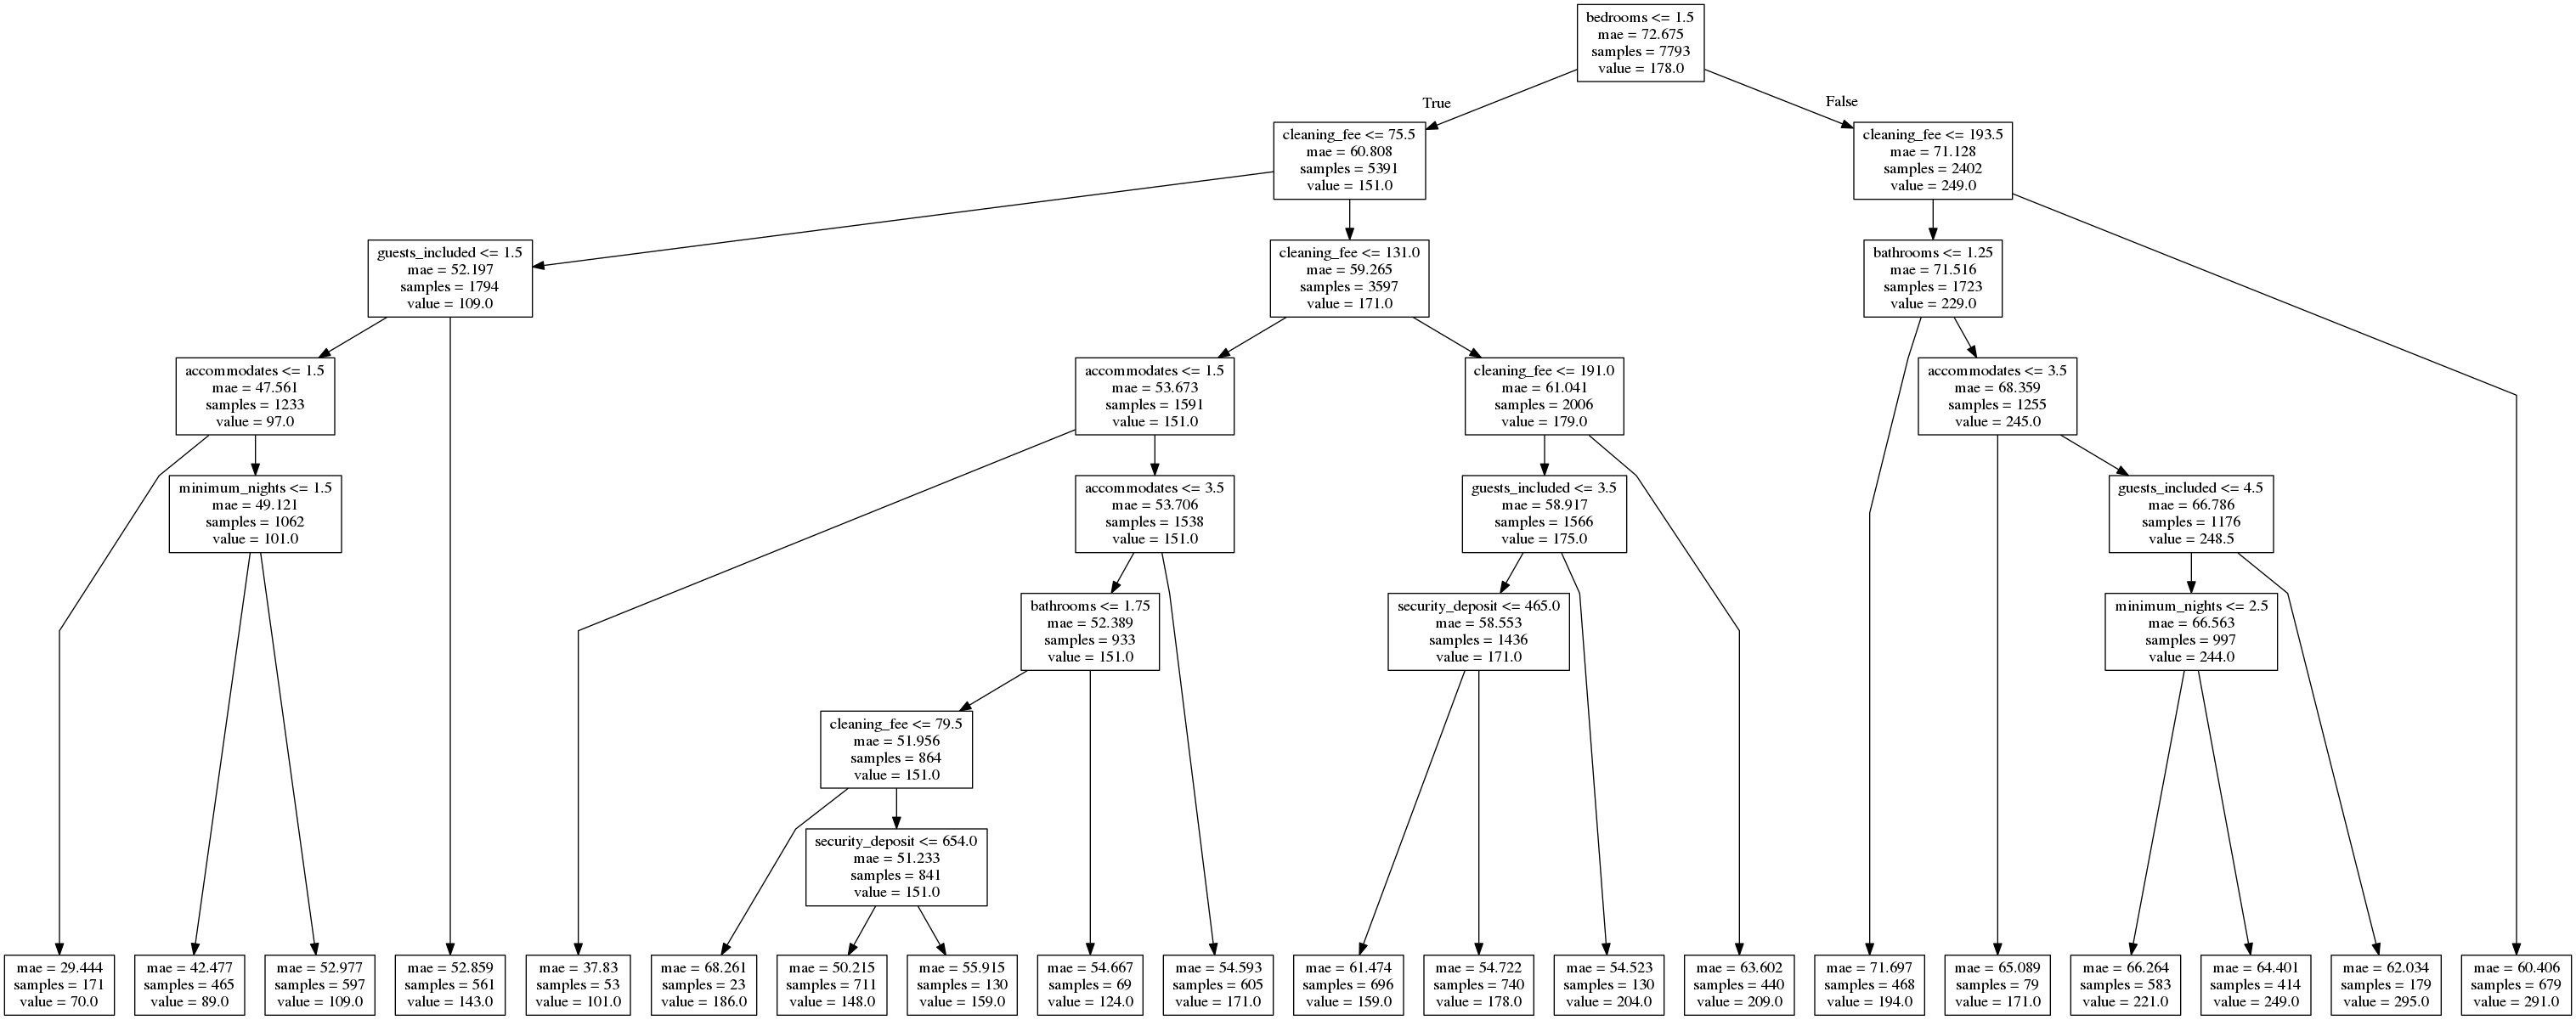 bedrooms <= 1.5
mae = 72.675
samples = 7793
value = 178.0
True
False
cleaning_fee <= 75.5
mae = 60.808
samples = 5391
value = 151.0
cleaning_fee <= 193.5
mae = 71.128
samples = 2402
value = 249.0
guests_included <= 1.5
mae = 52.197
samples = 1794
value = 109.0
cleaning_fee <= 131.0
mae = 59.265
samples = 3597
value = 171.0
bathrooms <= 1.25
mae = 71.516
samples = 1723
value = 229.0
accommodates <= 1.5
mae = 47.561
samples = 1233
value = 97.0
accommodates <= 1.5
mae = 53.673
samples = 1591
value = 151.0
cleaning_fee <= 191.0
mae = 61.041
samples = 2006
value = 179.0
accommodates <= 3.5
mae = 68.359
samples = 1255
value = 245.0
minimum_nights <= 1.5
mae = 49.121
samples = 1062
value = 101.0
accommodates <= 3.5
mae = 53.706
samples = 1538
value = 151.0
guests_included <= 3.5
mae = 58.917
samples = 1566
value = 175.0
guests_included <= 4.5
mae = 66.786
samples = 1176
value = 248.5
bathrooms <= 1.75
mae = 52.389
samples = 933
value = 151.0
security_deposit <= 465.0
mae = 58.553
samples = 1436
value = 171.0
minimum_nights <= 2.5
mae = 66.563
samples = 997
value = 244.0
cleaning_fee <= 79.5
mae = 51.956
samples = 864
value = 151.0
security_deposit <= 654.0
mae = 51.233
samples = 841
value = 151.0
mae = 29.444
samples = 171
value = 70.0
mae = 42.477
samples = 465
value = 89.0
mae = 52.977
samples = 597
value = 109.0
mae = 52.859
samples = 561
value = 143.0
mae = 37.83
samples = 53
value = 101.0
mae = 68.261
samples = 23
value = 186.0
mae = 50.215
samples = 711
value = 148.0
mae = 55.915
samples = 130
value = 159.0
mae = 54.667
samples = 69
value = 124.0
mae = 54.593
samples = 605
value = 171.0
mae = 61.474
samples = 696
value = 159.0
mae = 54.722
samples = 740
value = 178.0
mae = 54.523
samples = 130
value = 204.0
mae = 63.602
samples = 440
value = 209.0
mae = 71.697
samples = 468
value = 194.0
mae = 65.089
samples = 79
value = 171.0
mae = 66.264
samples = 583
value = 221.0
mae = 64.401
samples = 414
value = 249.0
mae = 62.034
samples = 179
value = 295.0
mae = 60.406
samples = 679
value = 291.0